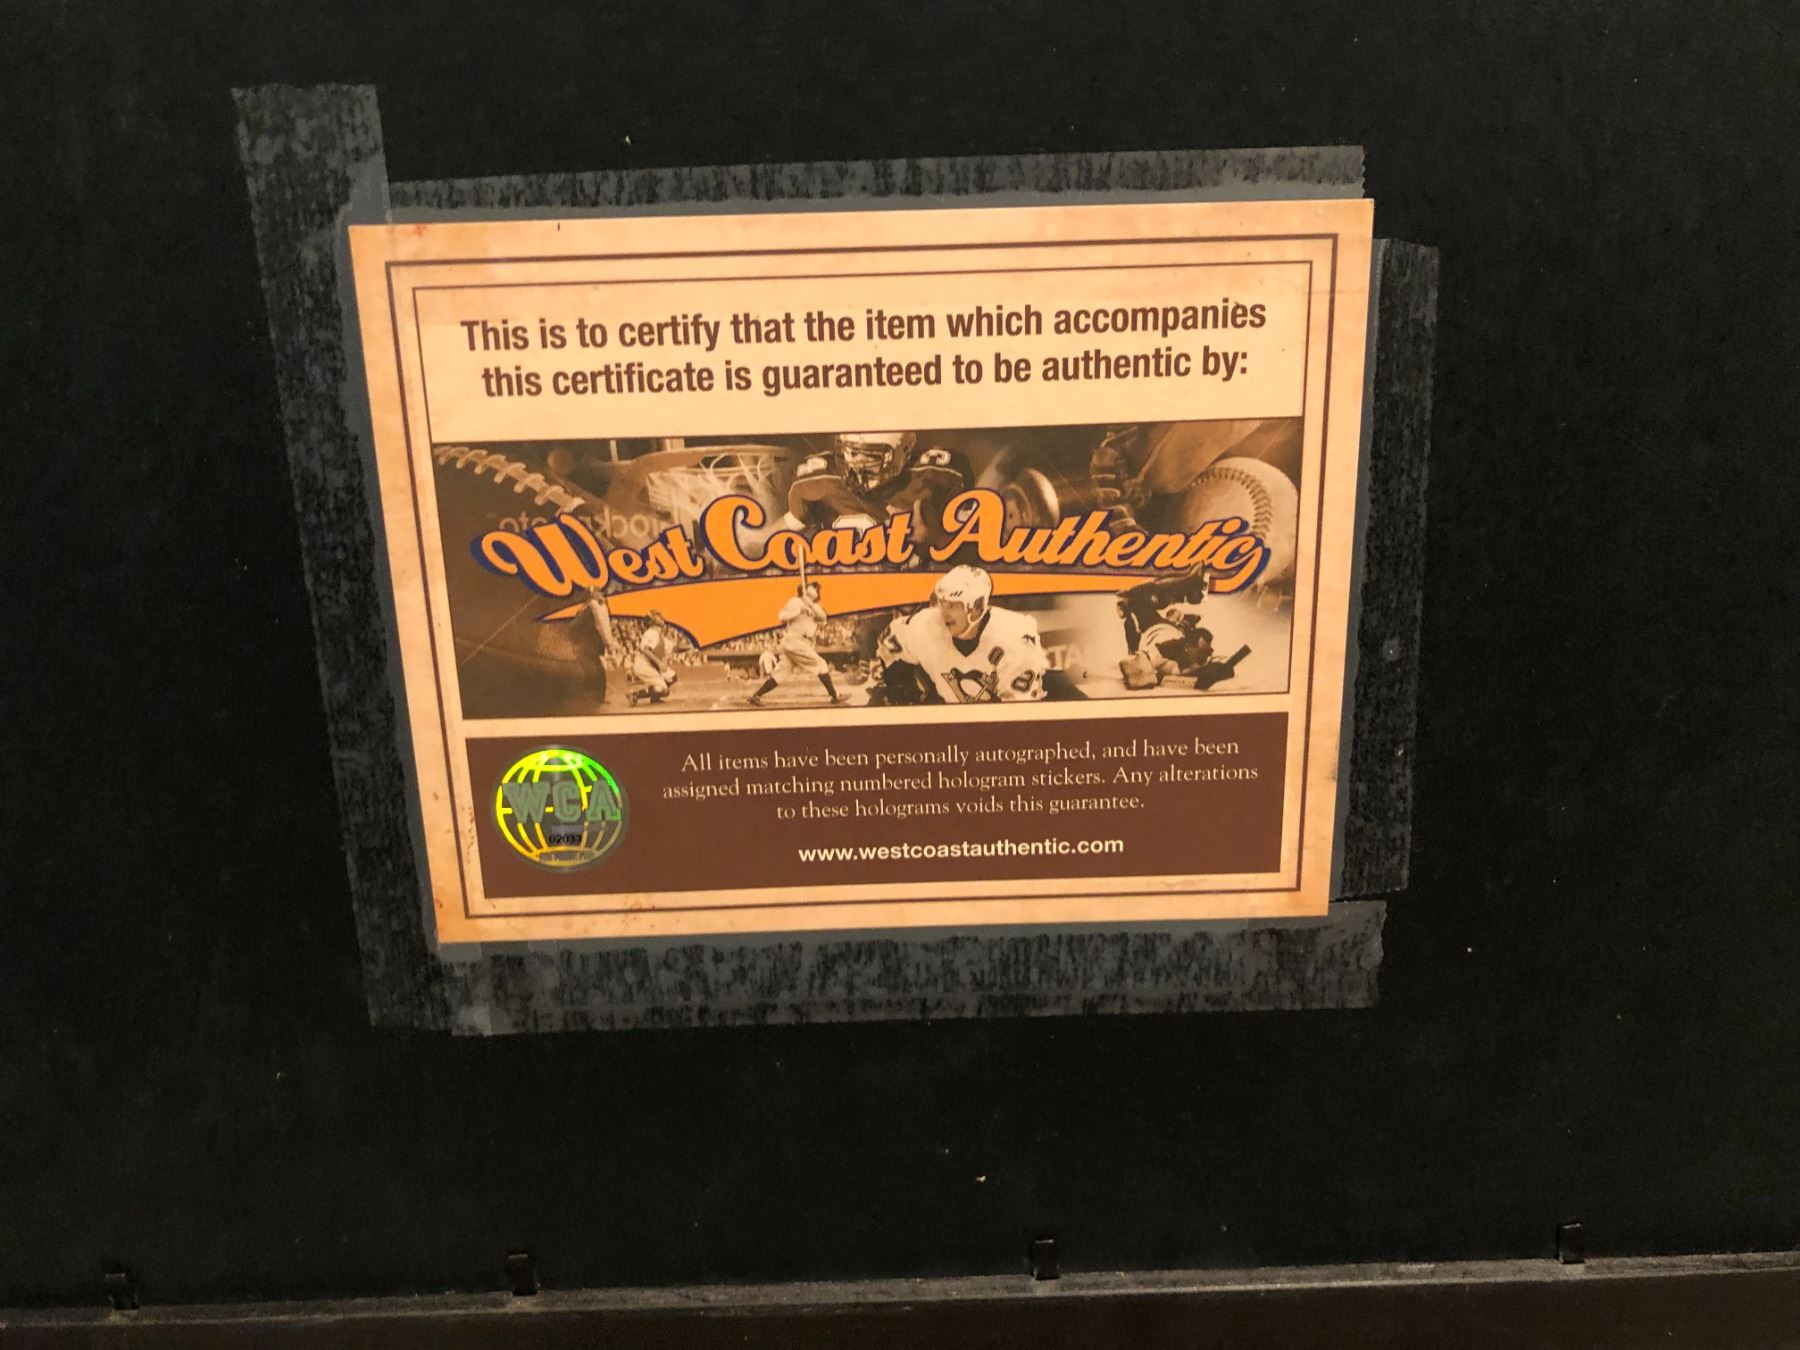 This is to certify that the item which accompanies
this certificate is guaranteed to be authentic by:
West Coast Authentic
WCA
02033
All items have been personally autographed, and have been
assigned matching numbered hologram stickers. Any alterations
to these holograms voids this guarantee.
www.westcoastauthentic.com